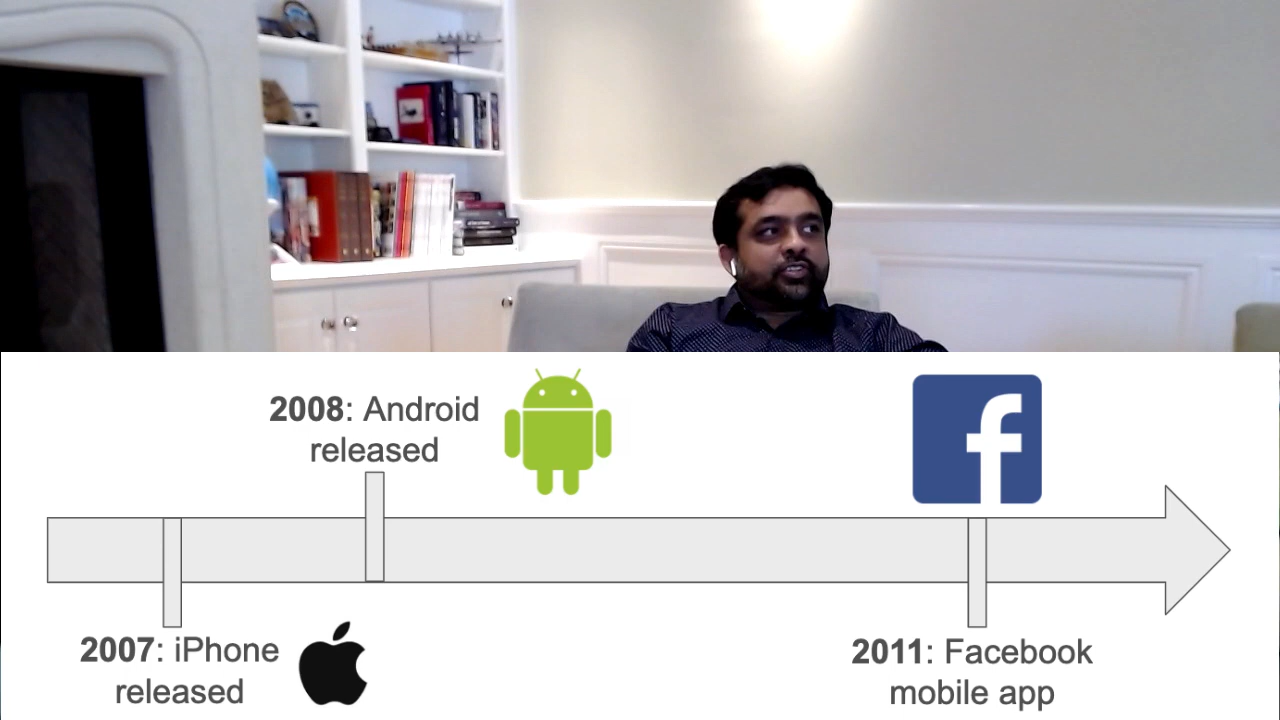 2008: Android
released
2007: iPhone
released
2011: Facebook
mobile app